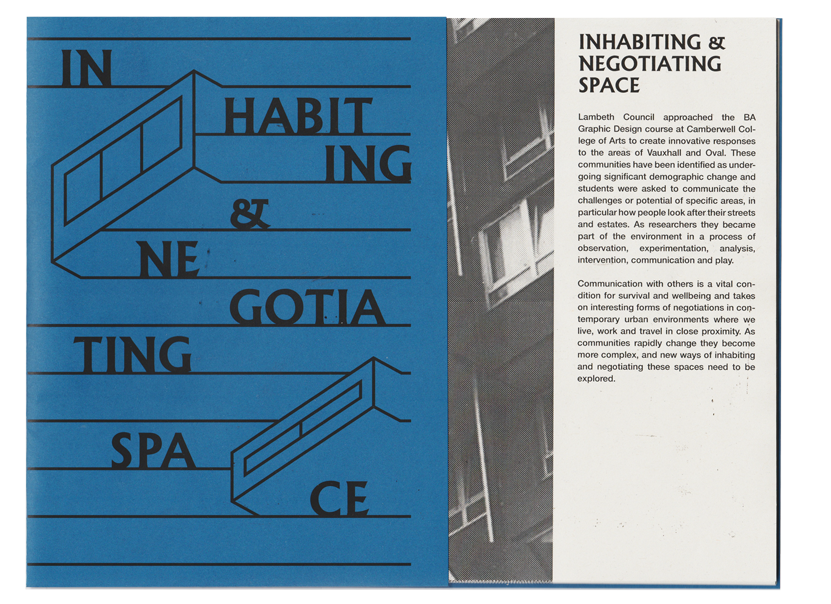 IN
HABIT
ING
&
NE
GOTIA
TING
SPA
CE
INHABITING &
NEGOTIATING
SPACE
Lambeth Council approached the BA
Graphic Design course at Camberwell Col-
lege of Arts to create innovative responses
to the areas of Vauxhall and Oval. These
communities have been identified as under-
going significant demographic change and
students were asked to communicate the
challenges or potential of specific areas, in
particular how people look after their streets
and estates. As researchers they became
part of the environment in a process of
observation, experimentation, analysis,
intervention, communication and play.
Communication with others is a vital con-
dition for survival and wellbeing and takes
on interesting forms of negotiations in con-
temporary urban environments where we
live, work and travel in close proximity. As
communities rapidly change they become
more complex, and new ways of inhabiting
and negotiating these spaces need to be
explored.